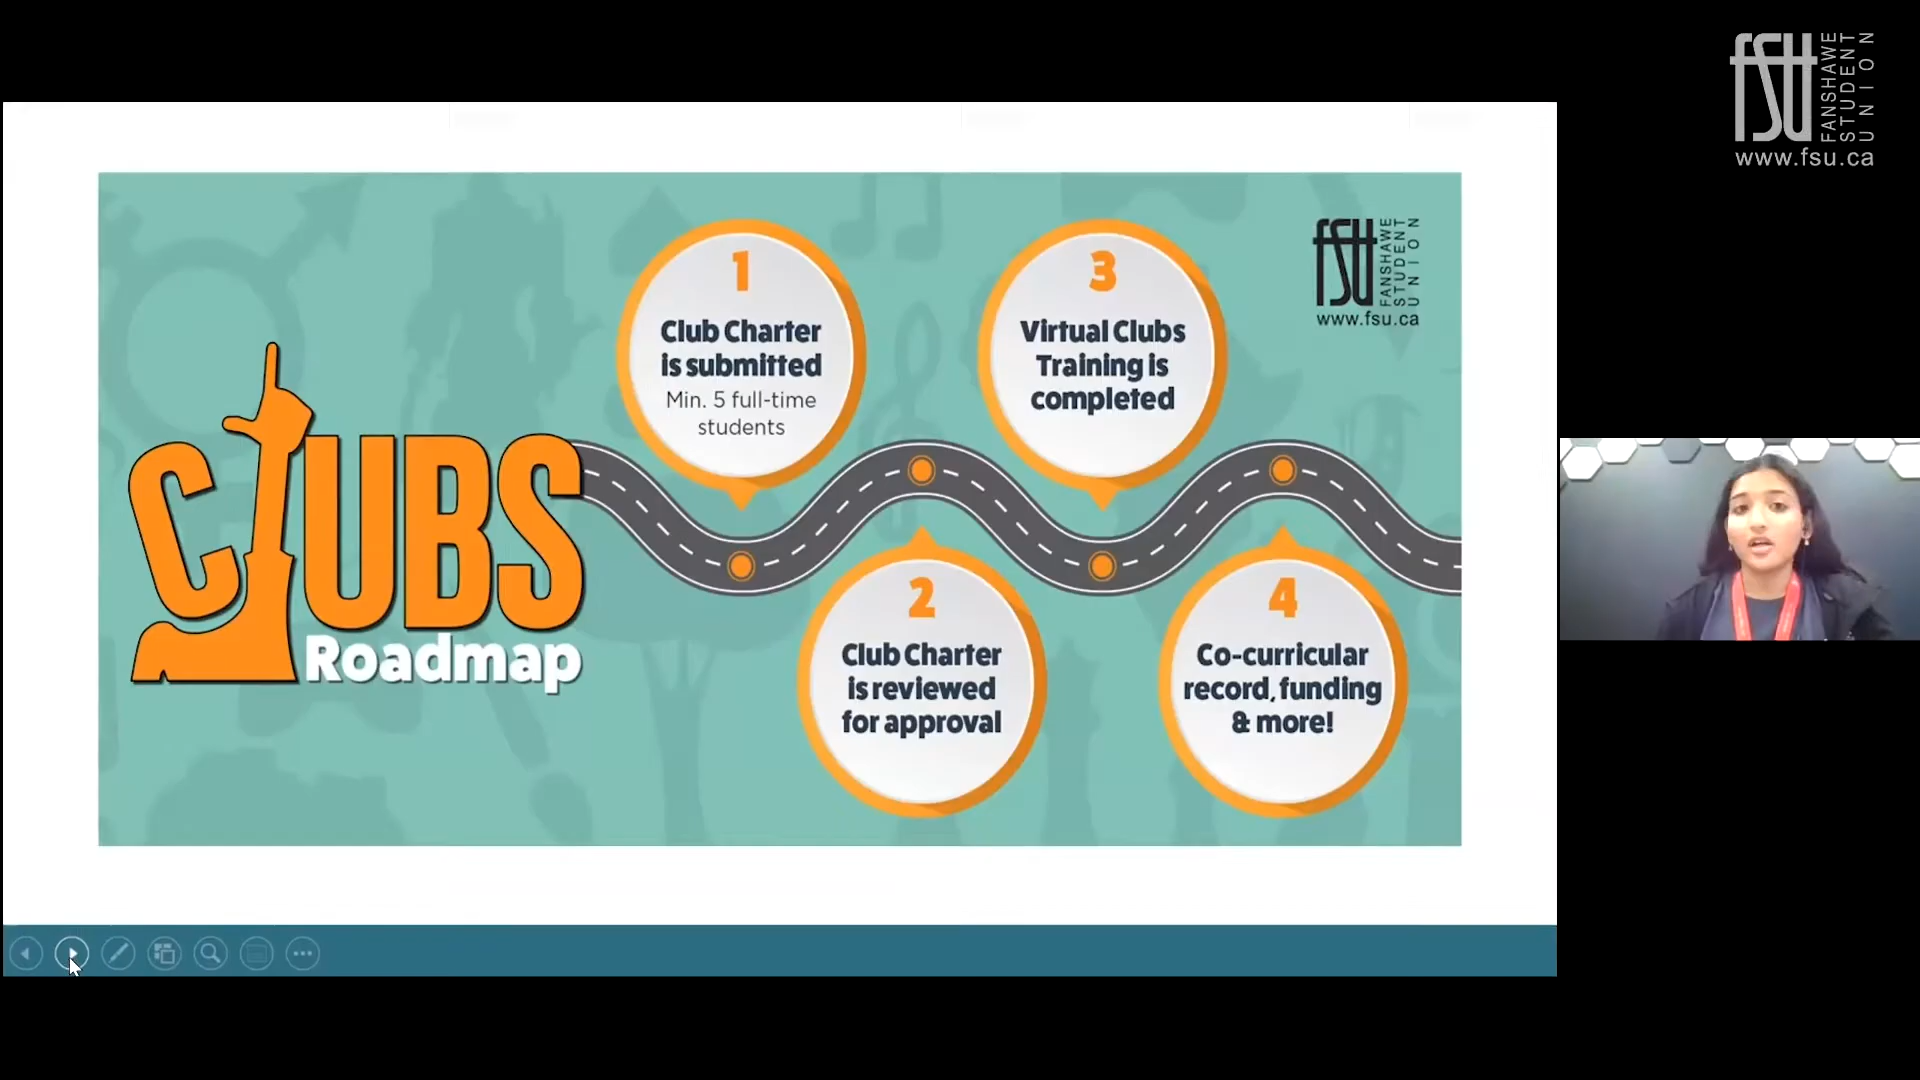 CLUBS
Roadmap
1
Club Charter
is submitted
Min. 5 full-time
students
2
Club Charter
is reviewed
for approval
3
Virtual Clubs
Training is
completed
4
Co-curricular
record, funding
& more!
fsu
FANSHAWE
STUDENT
UNION
www.fsu.ca
fsu
FANSHAWE
STUDENT
UNION
www.fsu.ca